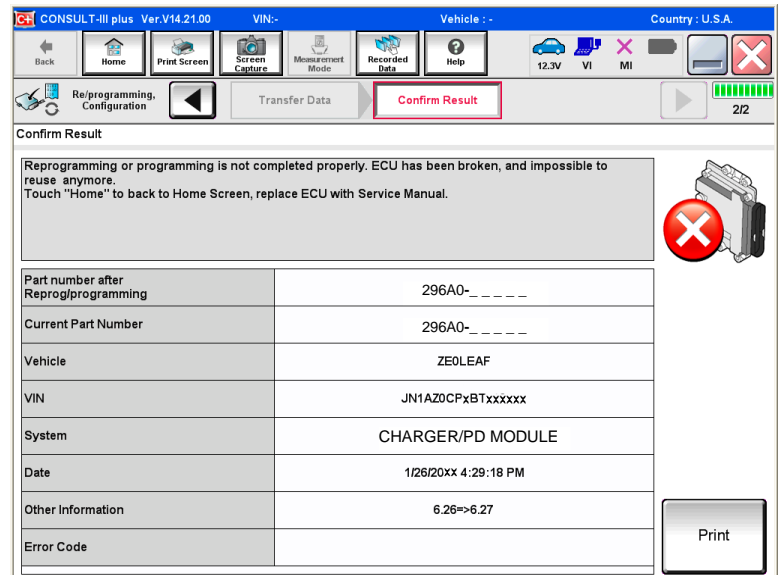 C+ CONSULT-III plus Ver.V14.21.00 VIN:- Vehicle : - Country : U.S.A.
Back
Home
Print Screen
Screen
Capture
Measurement
Mode
Recorded
Data
Help
12.3V
VI
MI
Re/programming,
Configuration
Transfer Data
Confirm Result
2/2
Confirm Result
Reprogramming or programming is not completed properly. ECU has been broken, and impossible to
reuse anymore.
Touch "Home" to back to Home Screen, replace ECU with Service Manual.
Part number after
Reprog/programming
296A0-_ _ _ _ _
Current Part Number
296A0-_ _ _ _ _
Vehicle
ZE0LEAF
VIN
JN1AZ0CPxBTxxxxxx
System
CHARGER/PD MODULE
Date
1/26/20xx 4:29:18 PM
Other Information
6.26=>6.27
Error Code
Print